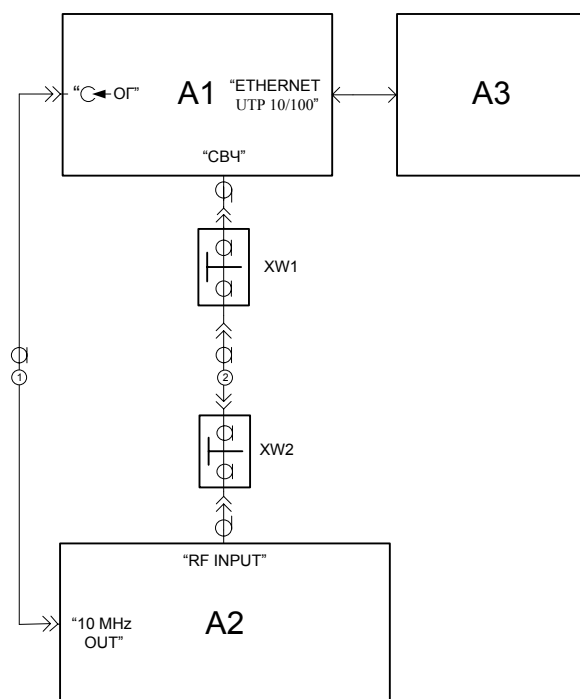 “ ОГ”
A1
“ETHERNET
UTP 10/100”
“СВЧ”
A3
XW1
1
2
XW2
“RF INPUT”
“10 MHz
OUT”
A2